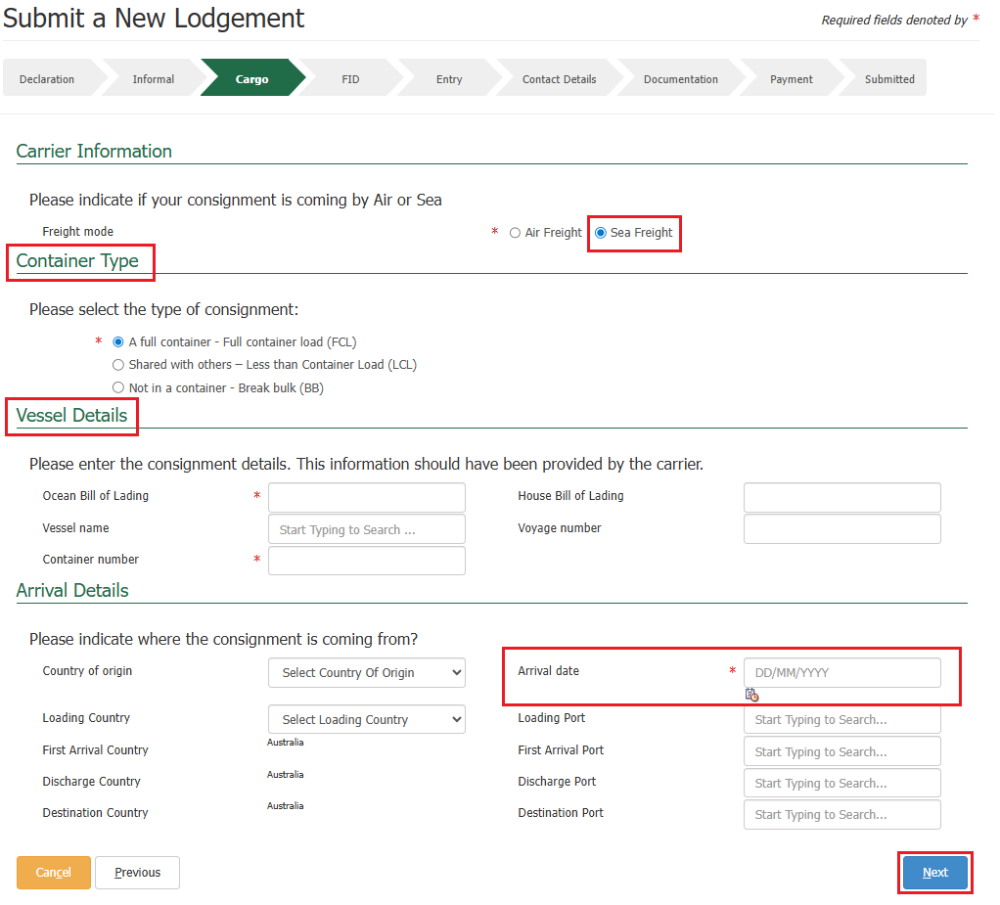 Submit a New Lodgement
Required fields denoted by *
Declaration Informal Cargo FID Entry Contact Details Documentation Payment Submitted
Carrier Information
Please indicate if your consignment is coming by Air or Sea
Freight mode * Air Freight Sea Freight
Container Type
Please select the type of consignment:
* A full container - Full container load (FCL)
Shared with others – Less than Container Load (LCL)
Not in a container - Break bulk (BB)
Vessel Details
Please enter the consignment details. This information should have been provided by the carrier.
Ocean Bill of Lading * House Bill of Lading
Vessel name Start Typing to Search ... Voyage number
Container number *
Arrival Details
Please indicate where the consignment is coming from?
Country of origin Select Country Of Origin Arrival date * DD/MM/YYYY
Loading Country Select Loading Country Loading Port Start Typing to Search...
First Arrival Country Australia First Arrival Port Start Typing to Search...
Discharge Country Australia Discharge Port Start Typing to Search...
Destination Country Australia Destination Port Start Typing to Search...
Cancel Previous Next